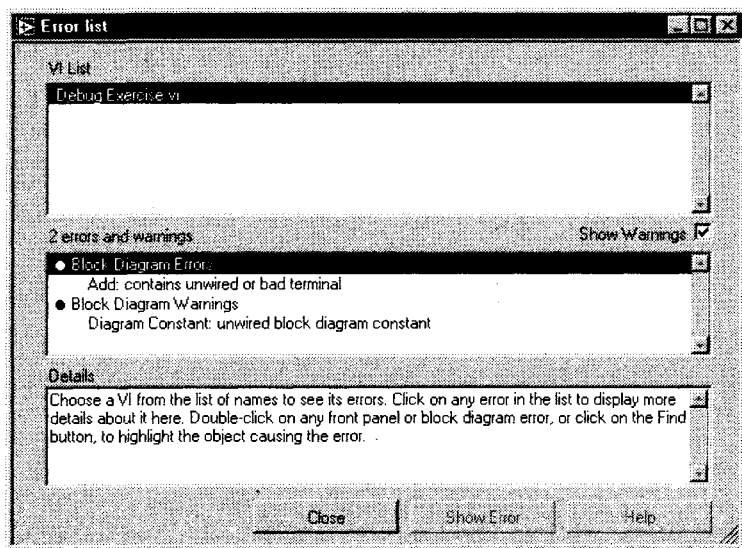 Error list
VI List
Debug Exercise.vi
2 errors and warnings
Show Warnings
Block Diagram Errors
Add: contains unwired or bad terminal
Block Diagram Warnings
Diagram Constant: unwired block diagram constant
Details
Choose a VI from the list of names to see its errors. Click on any error in the list to display more
details about it here. Double-click on any front panel or block diagram error, or click on the Find
button, to highlight the object causing the error.
Close
Show Error
Help